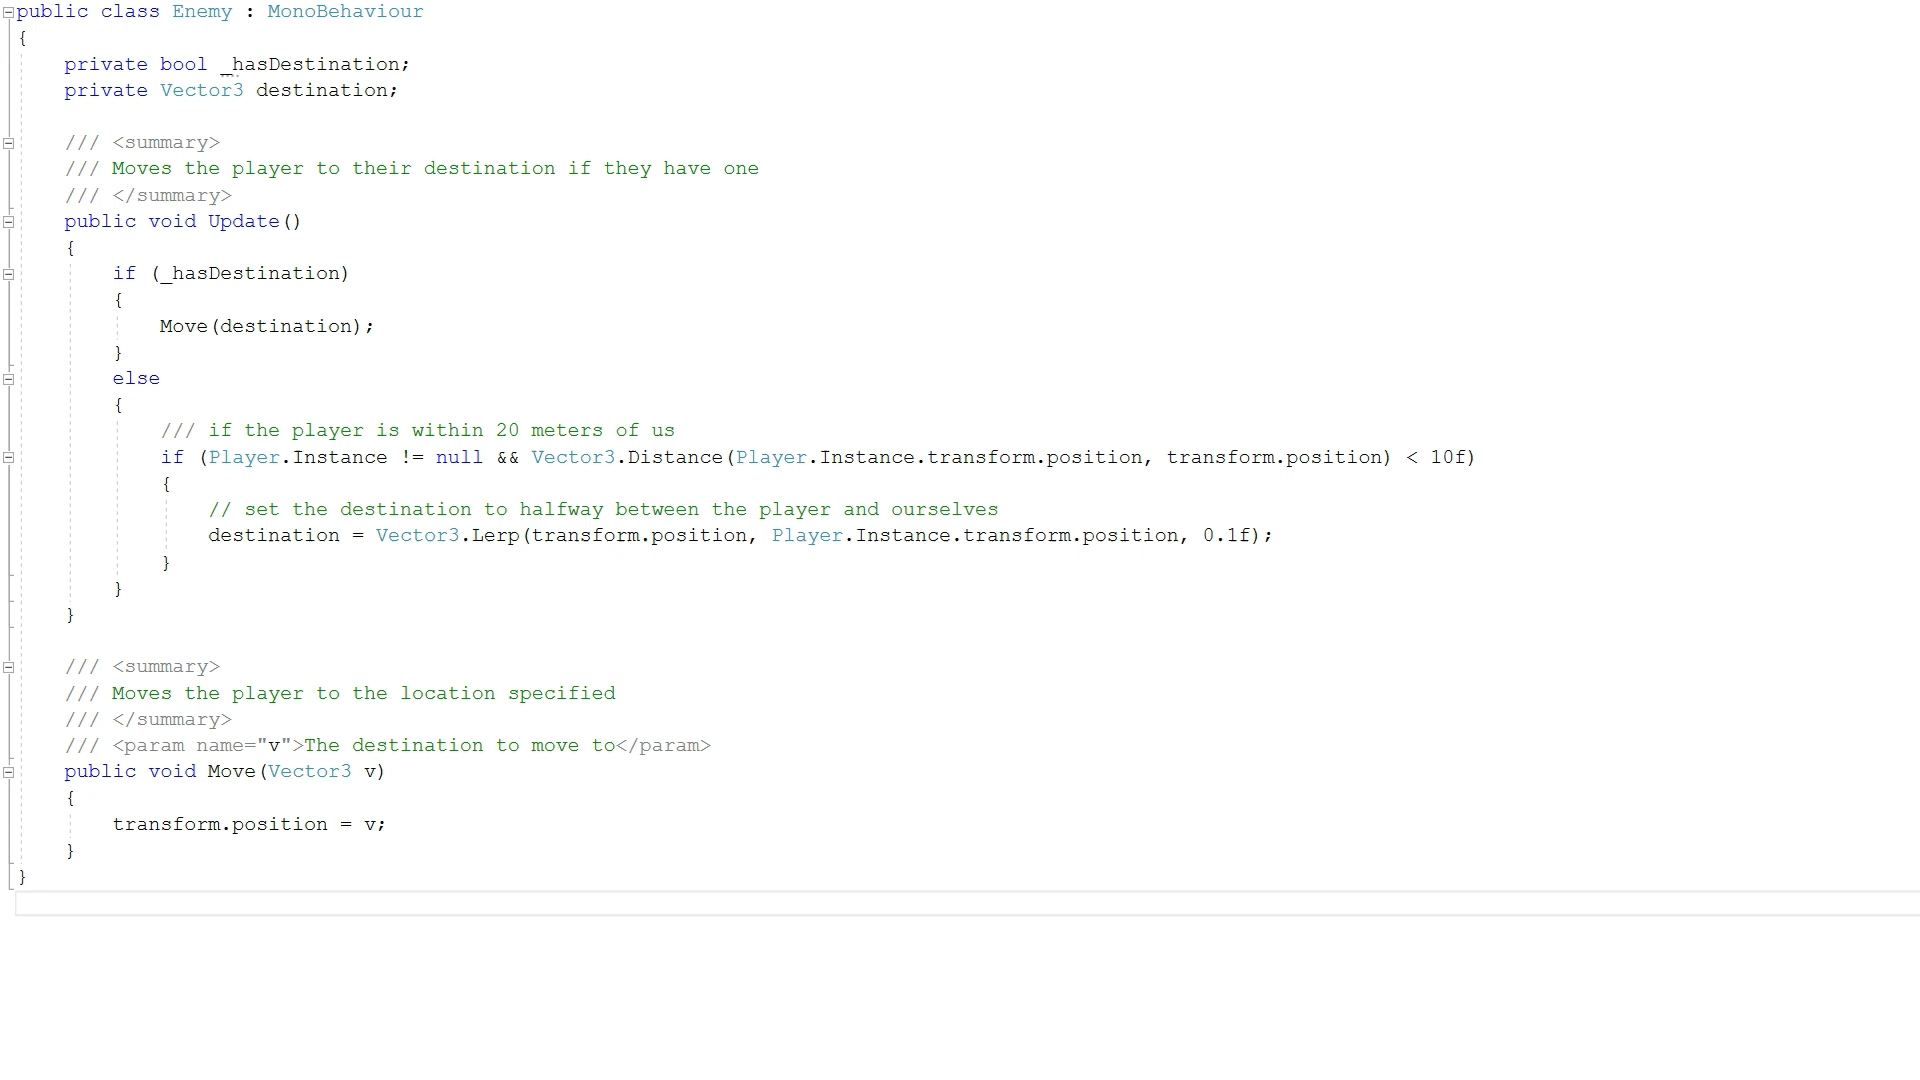 public class Enemy : MonoBehaviour
{
    private bool _hasDestination;
    private Vector3 destination;

    /// <summary>
    /// Moves the player to their destination if they have one
    /// </summary>
    public void Update()
    {
        if (_hasDestination)
        {
            Move(destination);
        }
        else
        {
            /// if the player is within 20 meters of us
            if (Player.Instance != null && Vector3.Distance(Player.Instance.transform.position, transform.position) < 10f)
            {
                // set the destination to halfway between the player and ourselves
                destination = Vector3.Lerp(transform.position, Player.Instance.transform.position, 0.1f);
            }
        }
    }

    /// <summary>
    /// Moves the player to the location specified
    /// </summary>
    /// <param name="v">The destination to move to</param>
    public void Move(Vector3 v)
    {
        transform.position = v;
    }
}